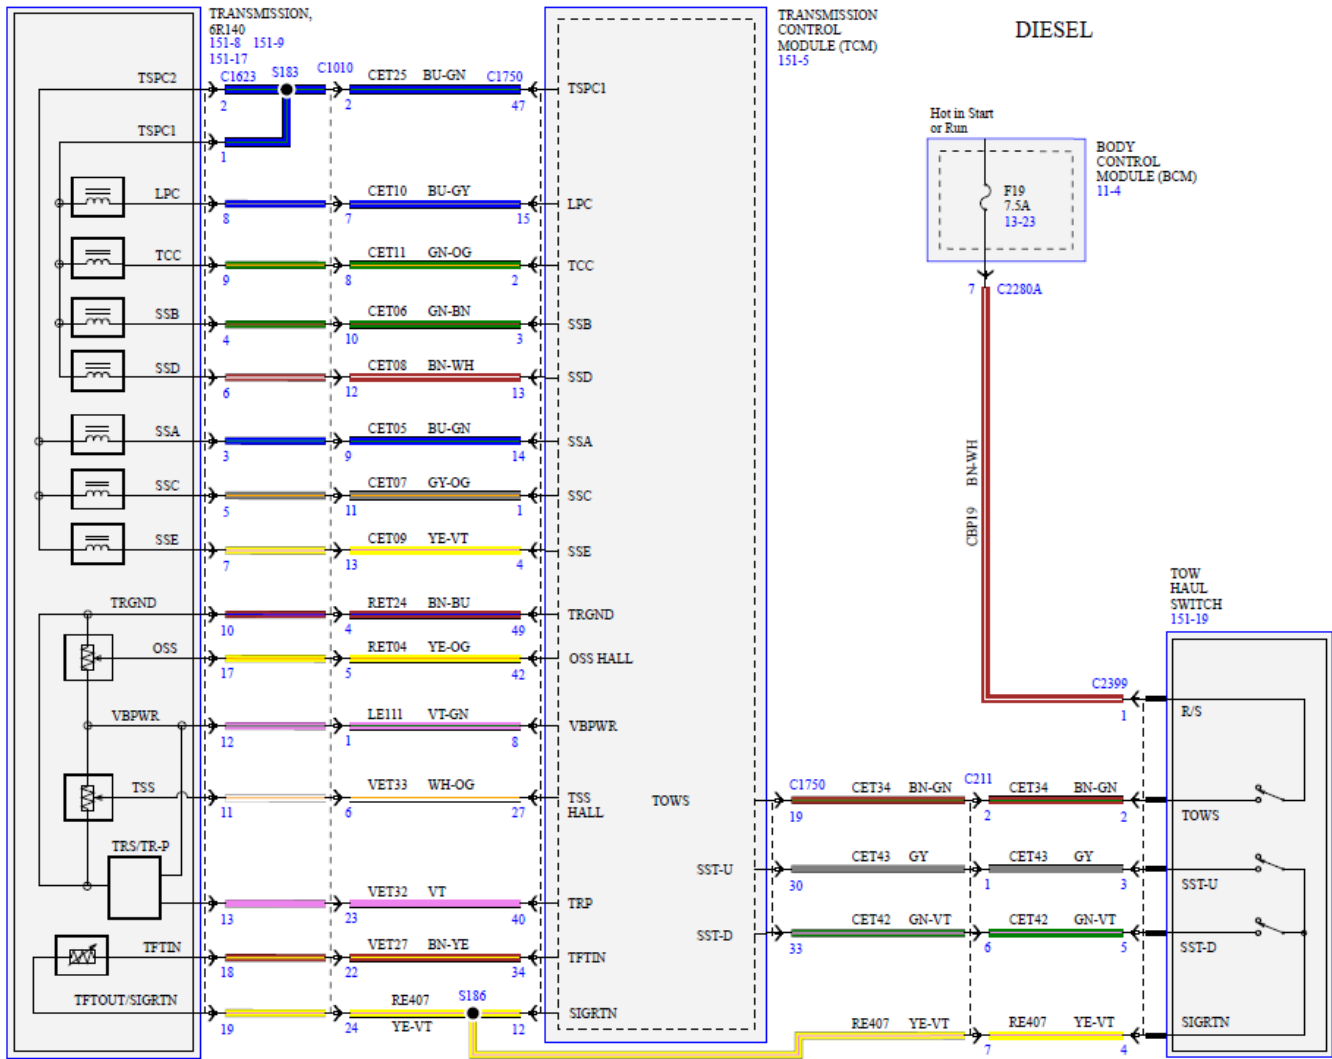 TRANSMISSION,
6R140
151-8 151-9
151-17
TRANSMISSION
CONTROL
MODULE (TCM)
151-5
DIESEL
TSPC2
C1623
S183
C1010
CET25 BU-GN
C1750
TSPC1
2
2
47
TSPC1
1
Hot in Start
or Run
BODY
CONTROL
MODULE (BCM)
11-4
F19
7.5A
13-23
7 C2280A
LPC
CET10 BU-GY
LPC
8
7
15
TCC
CET11 GN-OG
TCC
9
8
2
SSB
CET06 GN-BN
SSB
4
10
3
SSD
CET08 BN-WH
SSD
6
12
13
SSA
CET05 BU-GN
SSA
3
9
14
SSC
CET07 GY-OG
SSC
5
11
1
SSE
CET09 YE-VT
SSE
7
13
4
CBP19 BN-WH
TOW
HAUL
SWITCH
151-19
TRGND
RET24 BN-BU
TRGND
10
4
49
OSS
RET04 YE-OG
OSS HALL
17
5
42
C2399
1
R/S
VBPWR
LE111 VT-GN
VBPWR
12
1
8
TSS
VET33 WH-OG
TSS
HALL
11
6
27
TOWS
C1750
CET34 BN-GN
C211
CET34 BN-GN
19
2
2
TOWS
TRS/TR-P
SST-U
CET43 GY
CET43 GY
30
1
3
SST-U
VET32 VT
TRP
13
23
40
SST-D
CET42 GN-VT
CET42 GN-VT
33
6
5
SST-D
TFTIN
VET27 BN-YE
TFTIN
18
22
34
TFTOUT/SIGRTN
RE407
S186
SIGRTN
19
24
YE-VT
12
RE407 YE-VT
RE407 YE-VT
SIGRTN
7
4